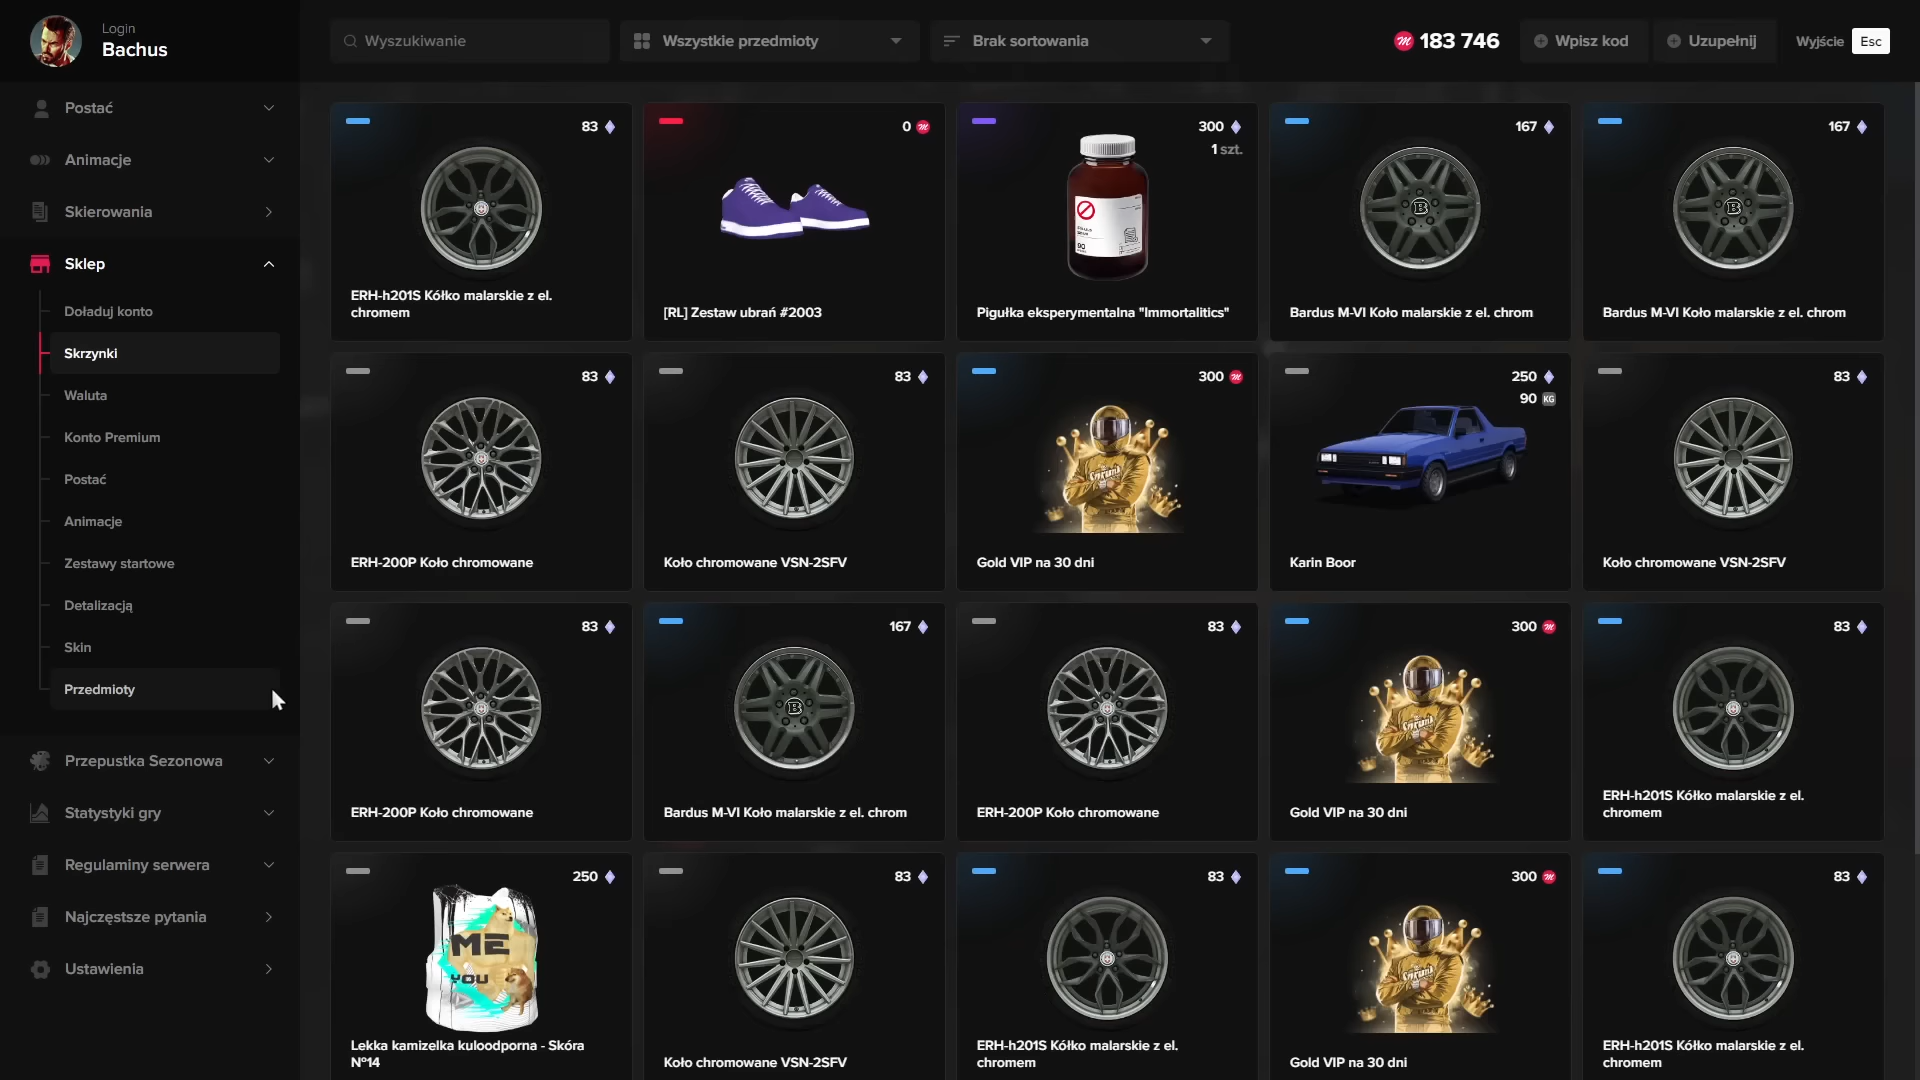 Login
Bachus
Wyszukiwanie
Wszystkie przedmioty
Brak sortowania
183 746
Wpisz kod
Uzupełnij
Wyjście
Esc
Postać
Animacje
Skierowania
Sklep
Doładuj konto
Skrzynki
Waluta
Konto Premium
Postać
Animacje
Zestawy startowe
Detalizacją
Skin
Przedmioty
Przepustka Sezonowa
Statystyki gry
Regulaminy serwera
Najczęstsze pytania
Ustawienia
83
ERH-h201S Kółko malarskie z el.
chromem
0
[RL] Zestaw ubrań #2003
300
1 szt.
90
Pigułka eksperymentalna "Immortalitics"
167
B
Bardus M-VI Koło malarskie z el. chrom
167
B
Bardus M-VI Koło malarskie z el. chrom
83
ERH-200P Koło chromowane
83
Koło chromowane VSN-2SFV
300
Gold VIP na 30 dni
250
90 KG
Karin Boor
83
Koło chromowane VSN-2SFV
83
ERH-200P Koło chromowane
167
B
Bardus M-VI Koło malarskie z el. chrom
83
ERH-200P Koło chromowane
300
Gold VIP na 30 dni
83
ERH-h201S Kółko malarskie z el.
chromem
250
ME
YOU
Lekka kamizelka kuloodporna - Skóra
Nº14
83
Koło chromowane VSN-2SFV
83
ERH-h201S Kółko malarskie z el.
chromem
300
Gold VIP na 30 dni
83
ERH-h201S Kółko malarskie z el.
chromem